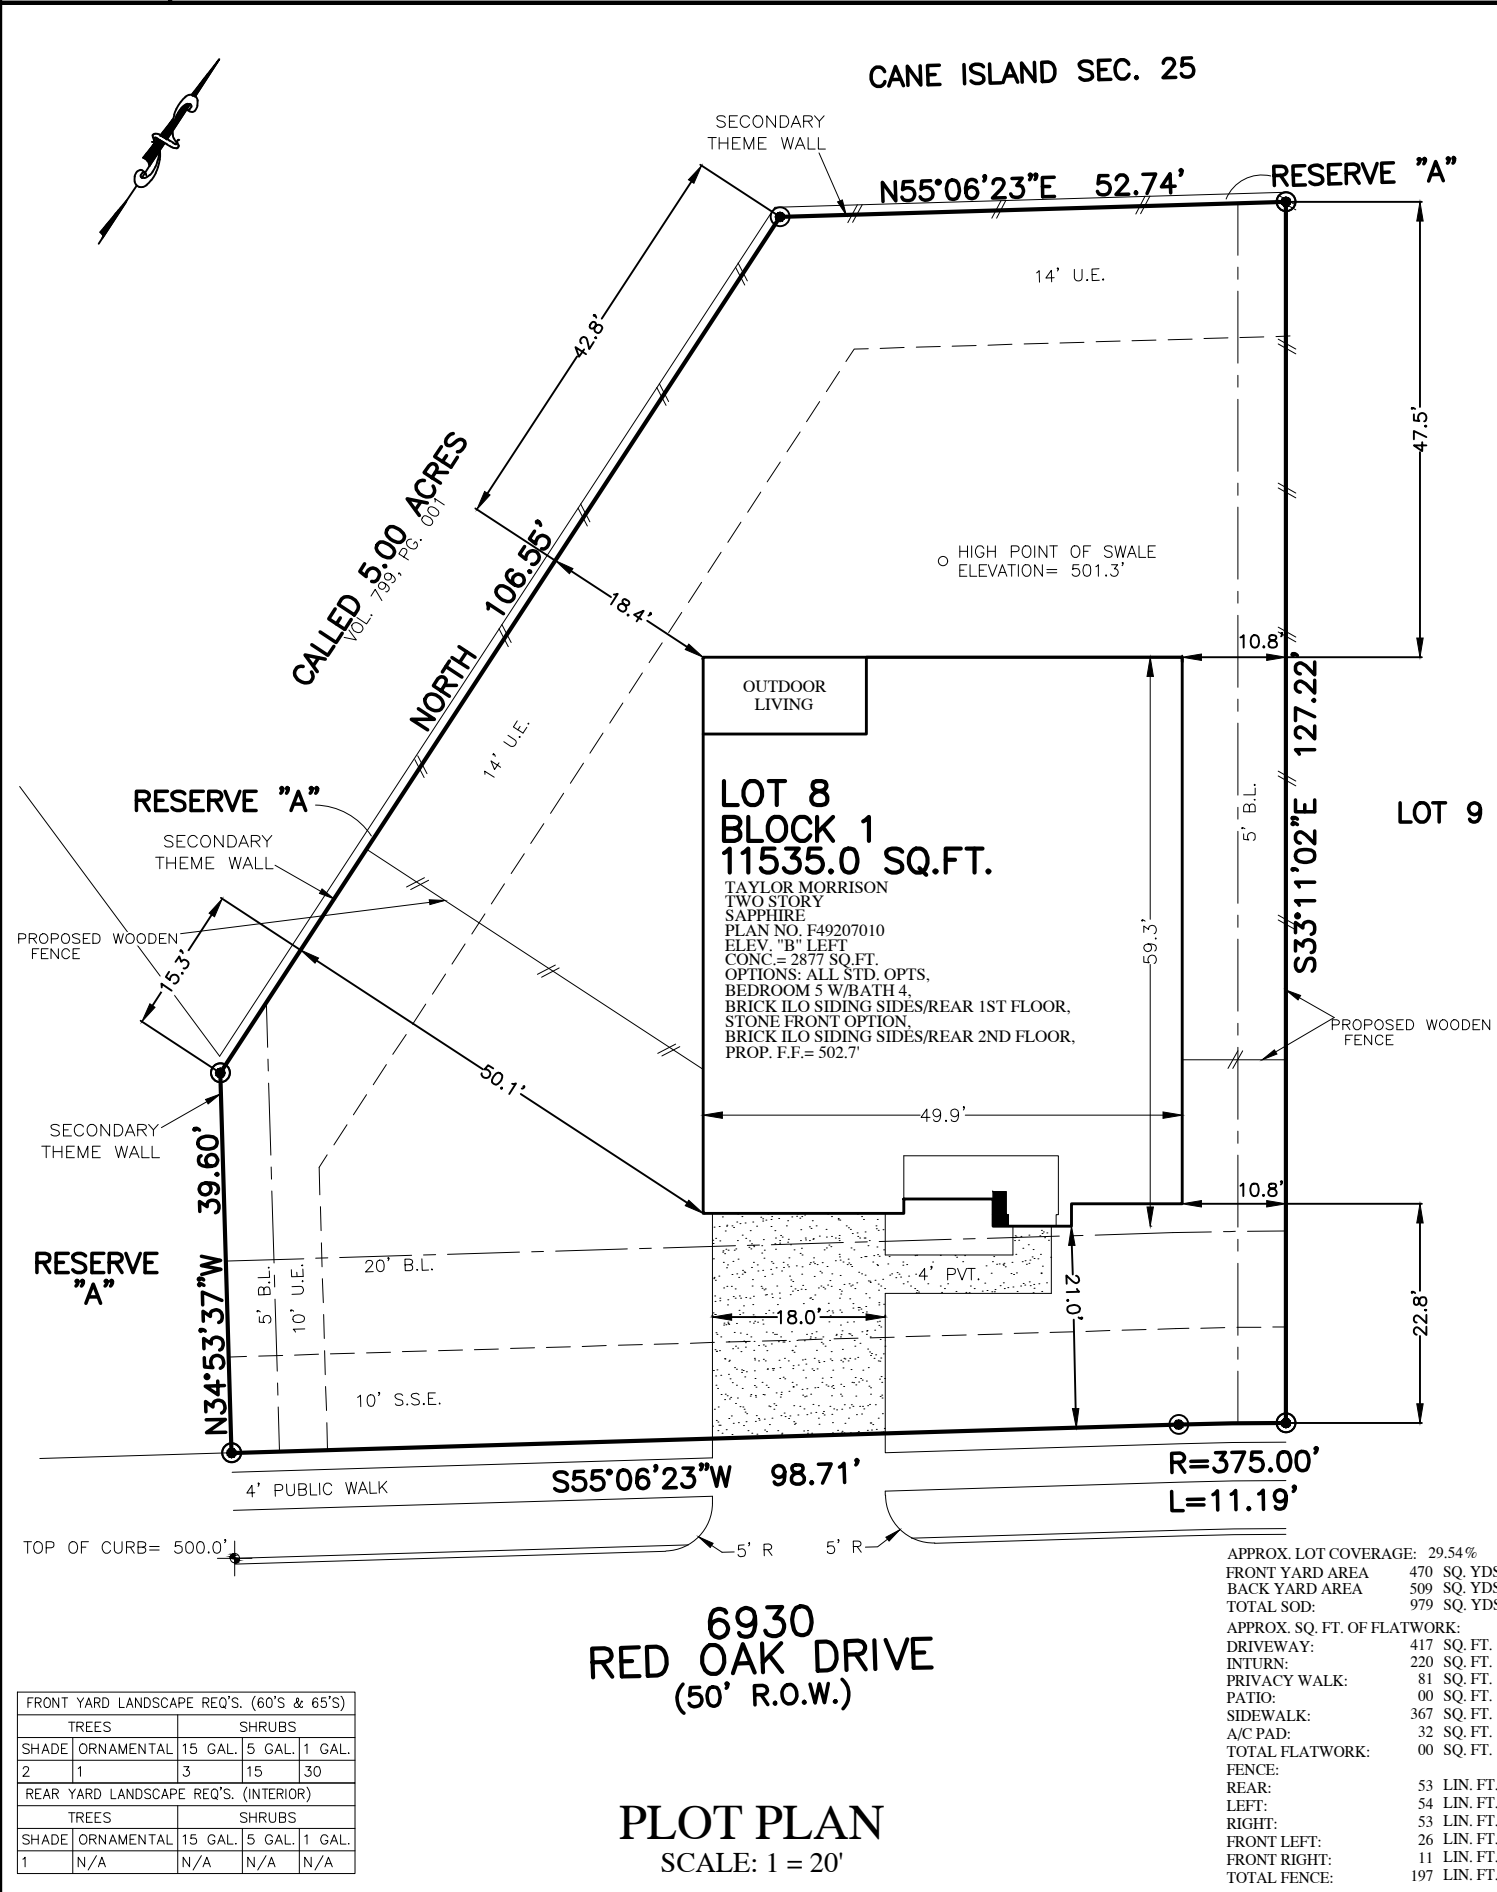 CANE ISLAND SEC. 25
SECONDARY
THEME WALL
N55°06'23"E 52.74'
RESERVE "A"
14' U.E.
42.8'
47.5'
CALLED 5.00 ACRES
VOL. 799, PG. 001
NORTH 106.55'
HIGH POINT OF SWALE
ELEVATION= 501.3'
18.4'
10.8'
OUTDOOR
LIVING
S33°11'02"E 127.22'
14' U.E.
5' B.L.
LOT 9
RESERVE "A"
SECONDARY
THEME WALL
LOT 8
BLOCK 1
11535.0 SQ.FT.
TAYLOR MORRISON
TWO STORY
SAPPHIRE
PLAN NO. F49207010
ELEV. "B" LEFT
CONC.= 2877 SQ.FT.
OPTIONS: ALL STD. OPTS,
BEDROOM 5 W/BATH 4,
BRICK ILO SIDING SIDES/REAR 1ST FLOOR,
STONE FRONT OPTION,
BRICK ILO SIDING SIDES/REAR 2ND FLOOR,
PROP. F.F.= 502.7'
59.3'
PROPOSED WOODEN
FENCE
15.3'
PROPOSED WOODEN
FENCE
50.1'
49.9'
SECONDARY
THEME WALL
N34°53'37"W 39.60'
10.8'
RESERVE
"A"
5' B.L.
10' U.E.
20' B.L.
4' PVT.
18.0'
21.0'
22.8'
10' S.S.E.
4' PUBLIC WALK
S55°06'23"W 98.71'
R=375.00'
L=11.19'
TOP OF CURB= 500.0'
5' R
5' R
6930
RED OAK DRIVE
(50' R.O.W.)
APPROX. LOT COVERAGE: 29.54%
FRONT YARD AREA 470 SQ. YDS
BACK YARD AREA 509 SQ. YDS
TOTAL SOD: 979 SQ. YDS
APPROX. SQ. FT. OF FLATWORK:
DRIVEWAY: 417 SQ. FT.
INTURN: 220 SQ. FT.
PRIVACY WALK: 81 SQ. FT.
PATIO: 00 SQ. FT.
SIDEWALK: 367 SQ. FT.
A/C PAD: 32 SQ. FT.
TOTAL FLATWORK: 00 SQ. FT.
FENCE:
REAR: 53 LIN. FT.
LEFT: 54 LIN. FT.
RIGHT: 53 LIN. FT.
FRONT LEFT: 26 LIN. FT.
FRONT RIGHT: 11 LIN. FT.
TOTAL FENCE: 197 LIN. FT.
FRONT YARD LANDSCAPE REQ'S. (60'S & 65'S)
TREES SHRUBS
SHADE ORNAMENTAL 15 GAL. 5 GAL. 1 GAL.
2 1 3 15 30
REAR YARD LANDSCAPE REQ'S. (INTERIOR)
TREES SHRUBS
SHADE ORNAMENTAL 15 GAL. 5 GAL. 1 GAL.
1 N/A N/A N/A N/A
PLOT PLAN
SCALE: 1 = 20'